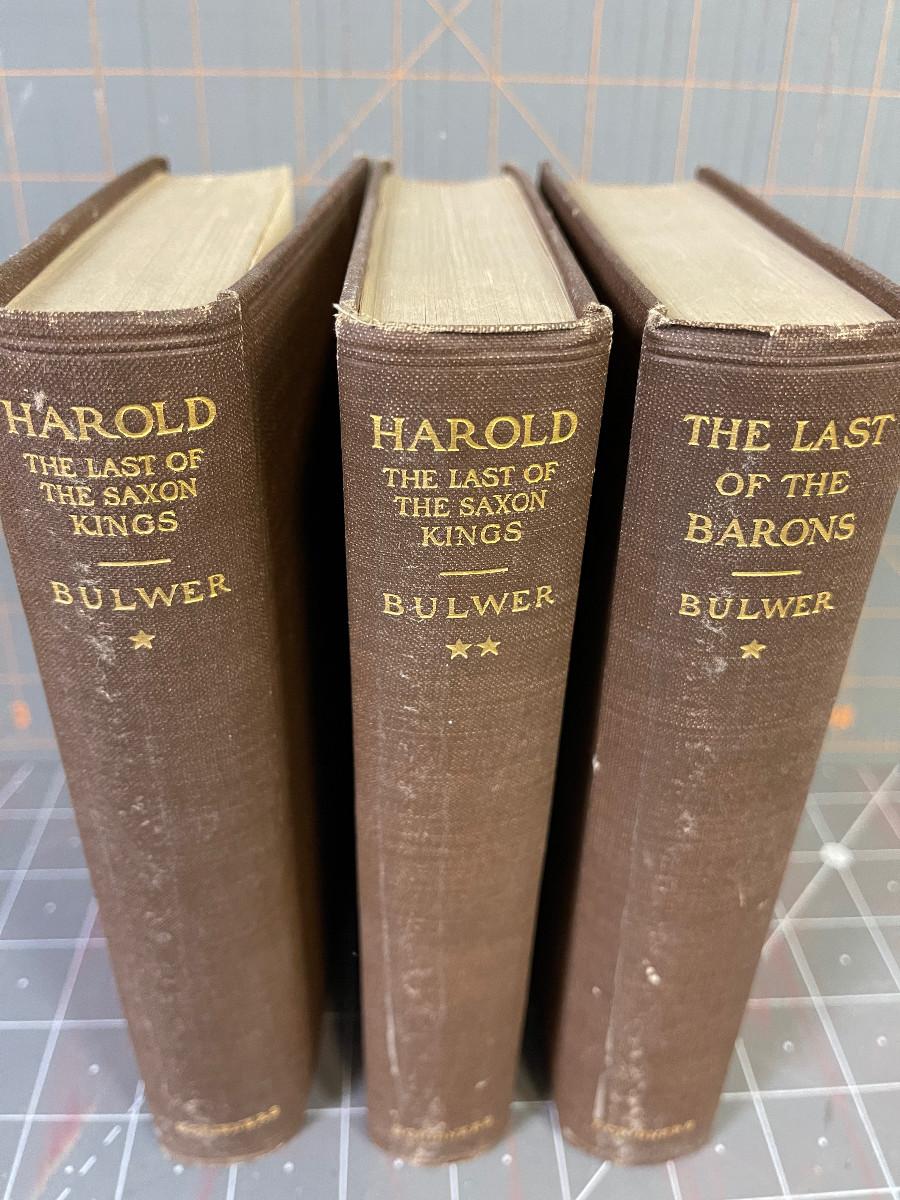 HAROLD
THE LAST OF
THE SAXON
KINGS
BULWER
★
HAROLD
THE LAST OF
THE SAXON
KINGS
BULWER
★★
THE LAST
OF THE
BARONS
BULWER
★